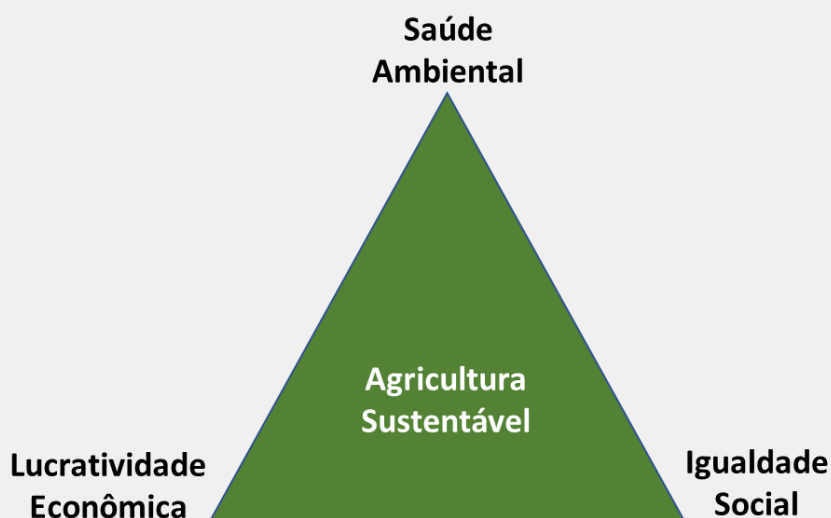 Saúde
Ambiental
Agricultura
Sustentável
Lucratividade
Econômica
Igualdade
Social